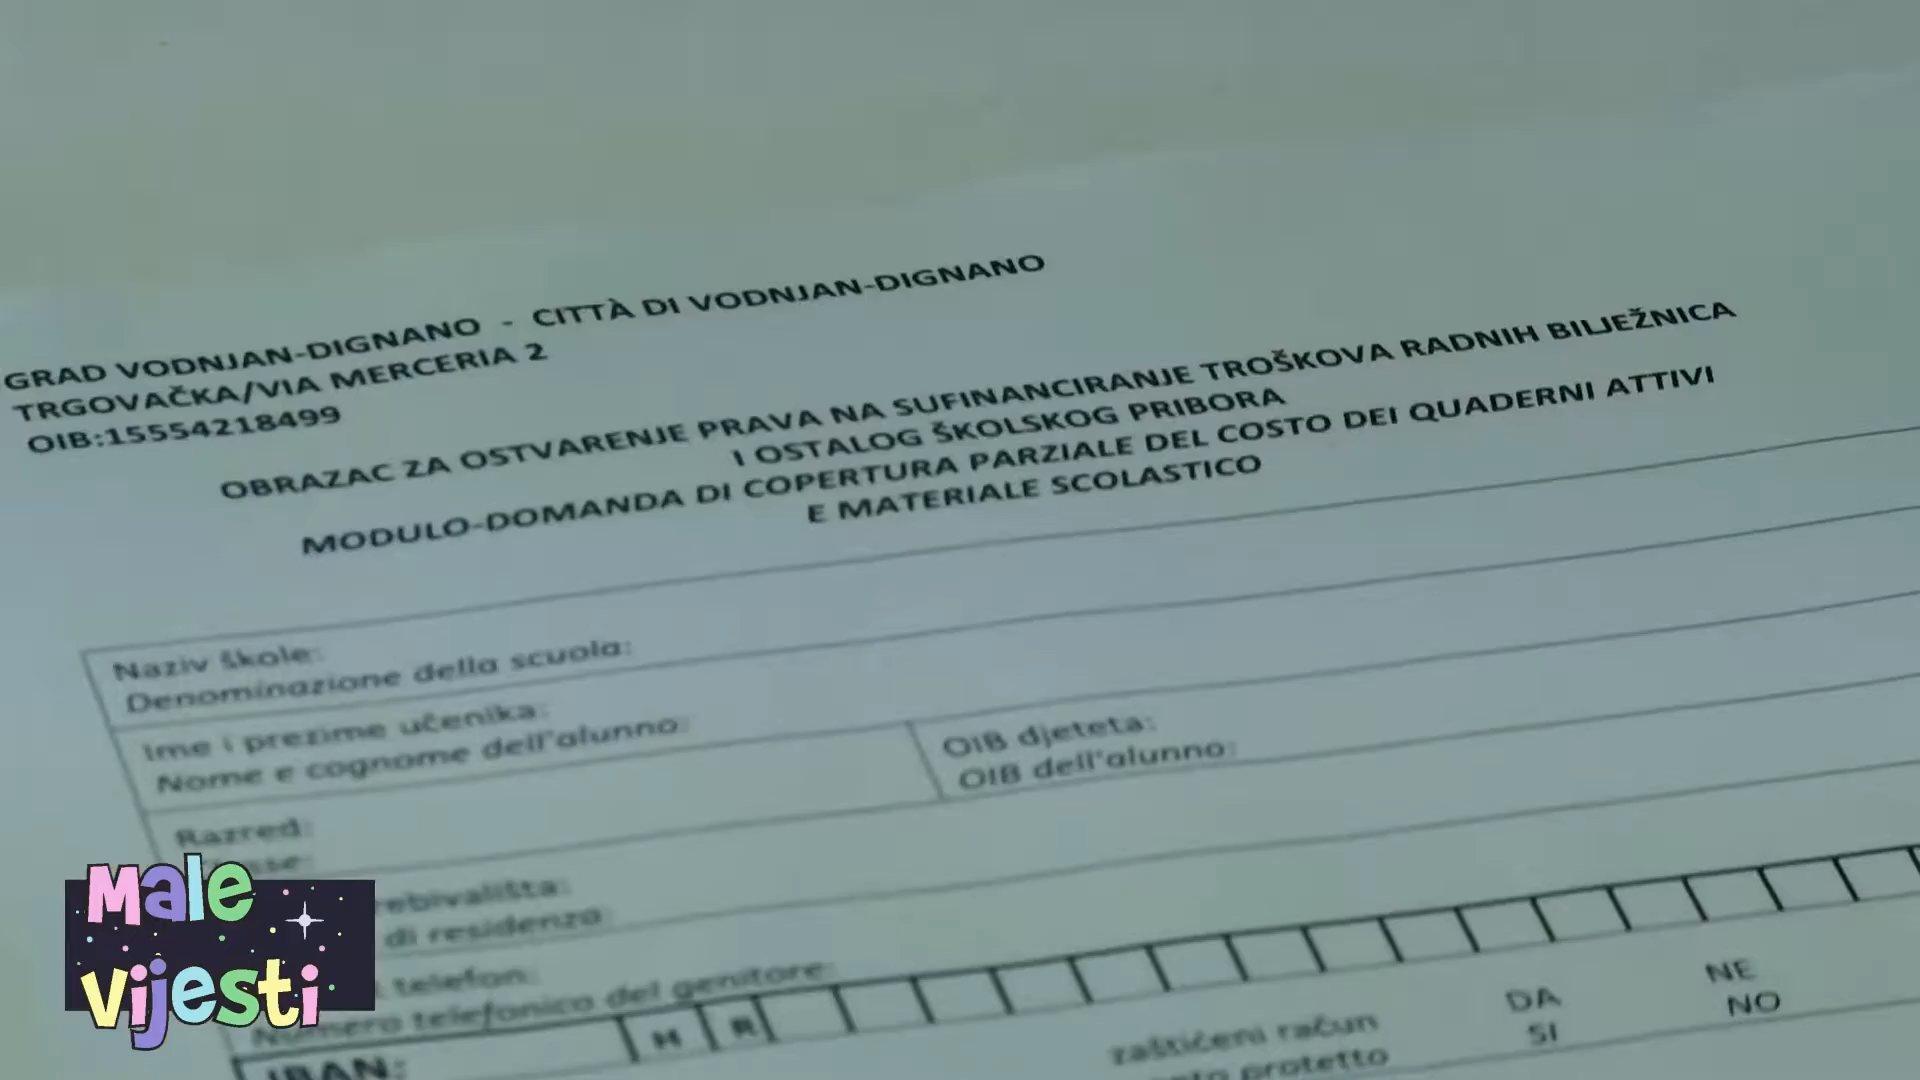 GRAD VODNJAN-DIGNANO - CITTÀ DI VODNJAN-DIGNANO
TRGOVAČKA/VIA MERCERIA 2
OIB:15554218499
OBRAZAC ZA OSTVARENJE PRAVA NA SUFINANCIRANJE TROŠKOVA RADNIH BILJEŽNICA
I OSTALOG ŠKOLSKOG PRIBORA
MODULO-DOMANDA DI COPERTURA PARZIALE DEL COSTO DEI QUADERNI ATTIVI
E MATERIALE SCOLASTICO
Naziv škole:
Denominazione della scuola:
Ime i prezime učenika:
Nome e cognome dell'alunno:
OIB djeteta:
OIB dell'alunno:
Razred:
di residenza:
telefon:
Numero telefonico del genitore:
IBAN:
H R
zaštićeni račun
protetto
DA
SI
NE
NO
Male
vijesti